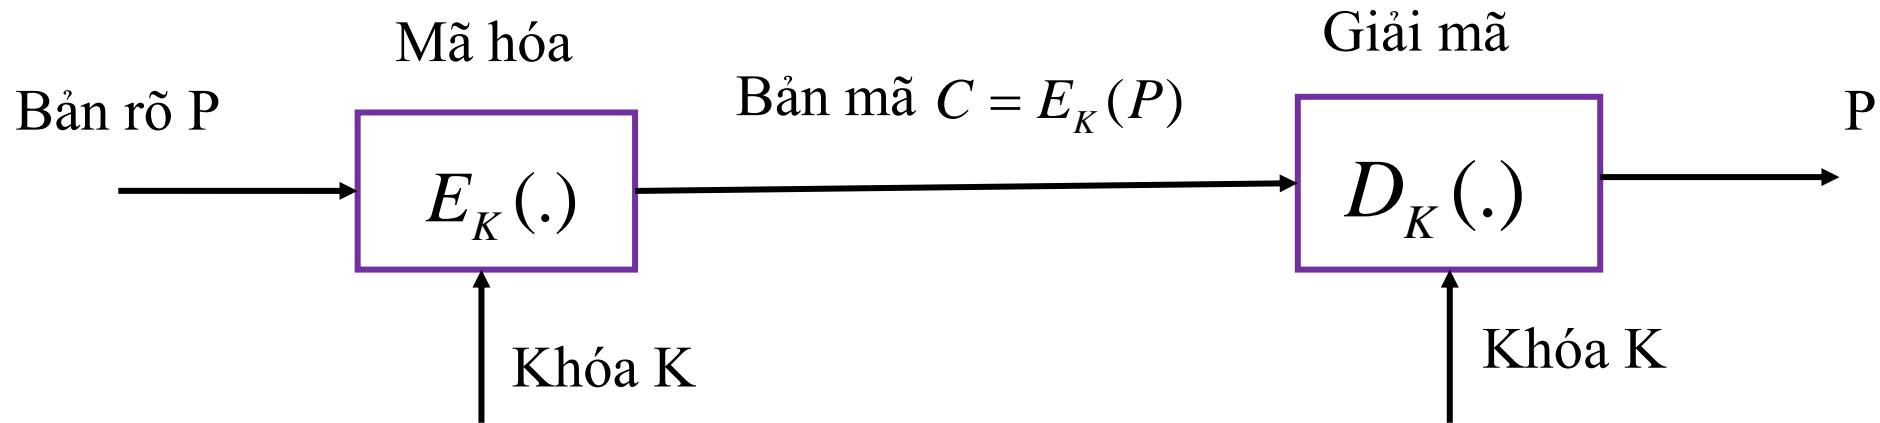 Mã hóa
Giải mã
Bản rõ P
Bản mã C = E_K(P)
P
E_K(.)
D_K(.)
Khóa K
Khóa K